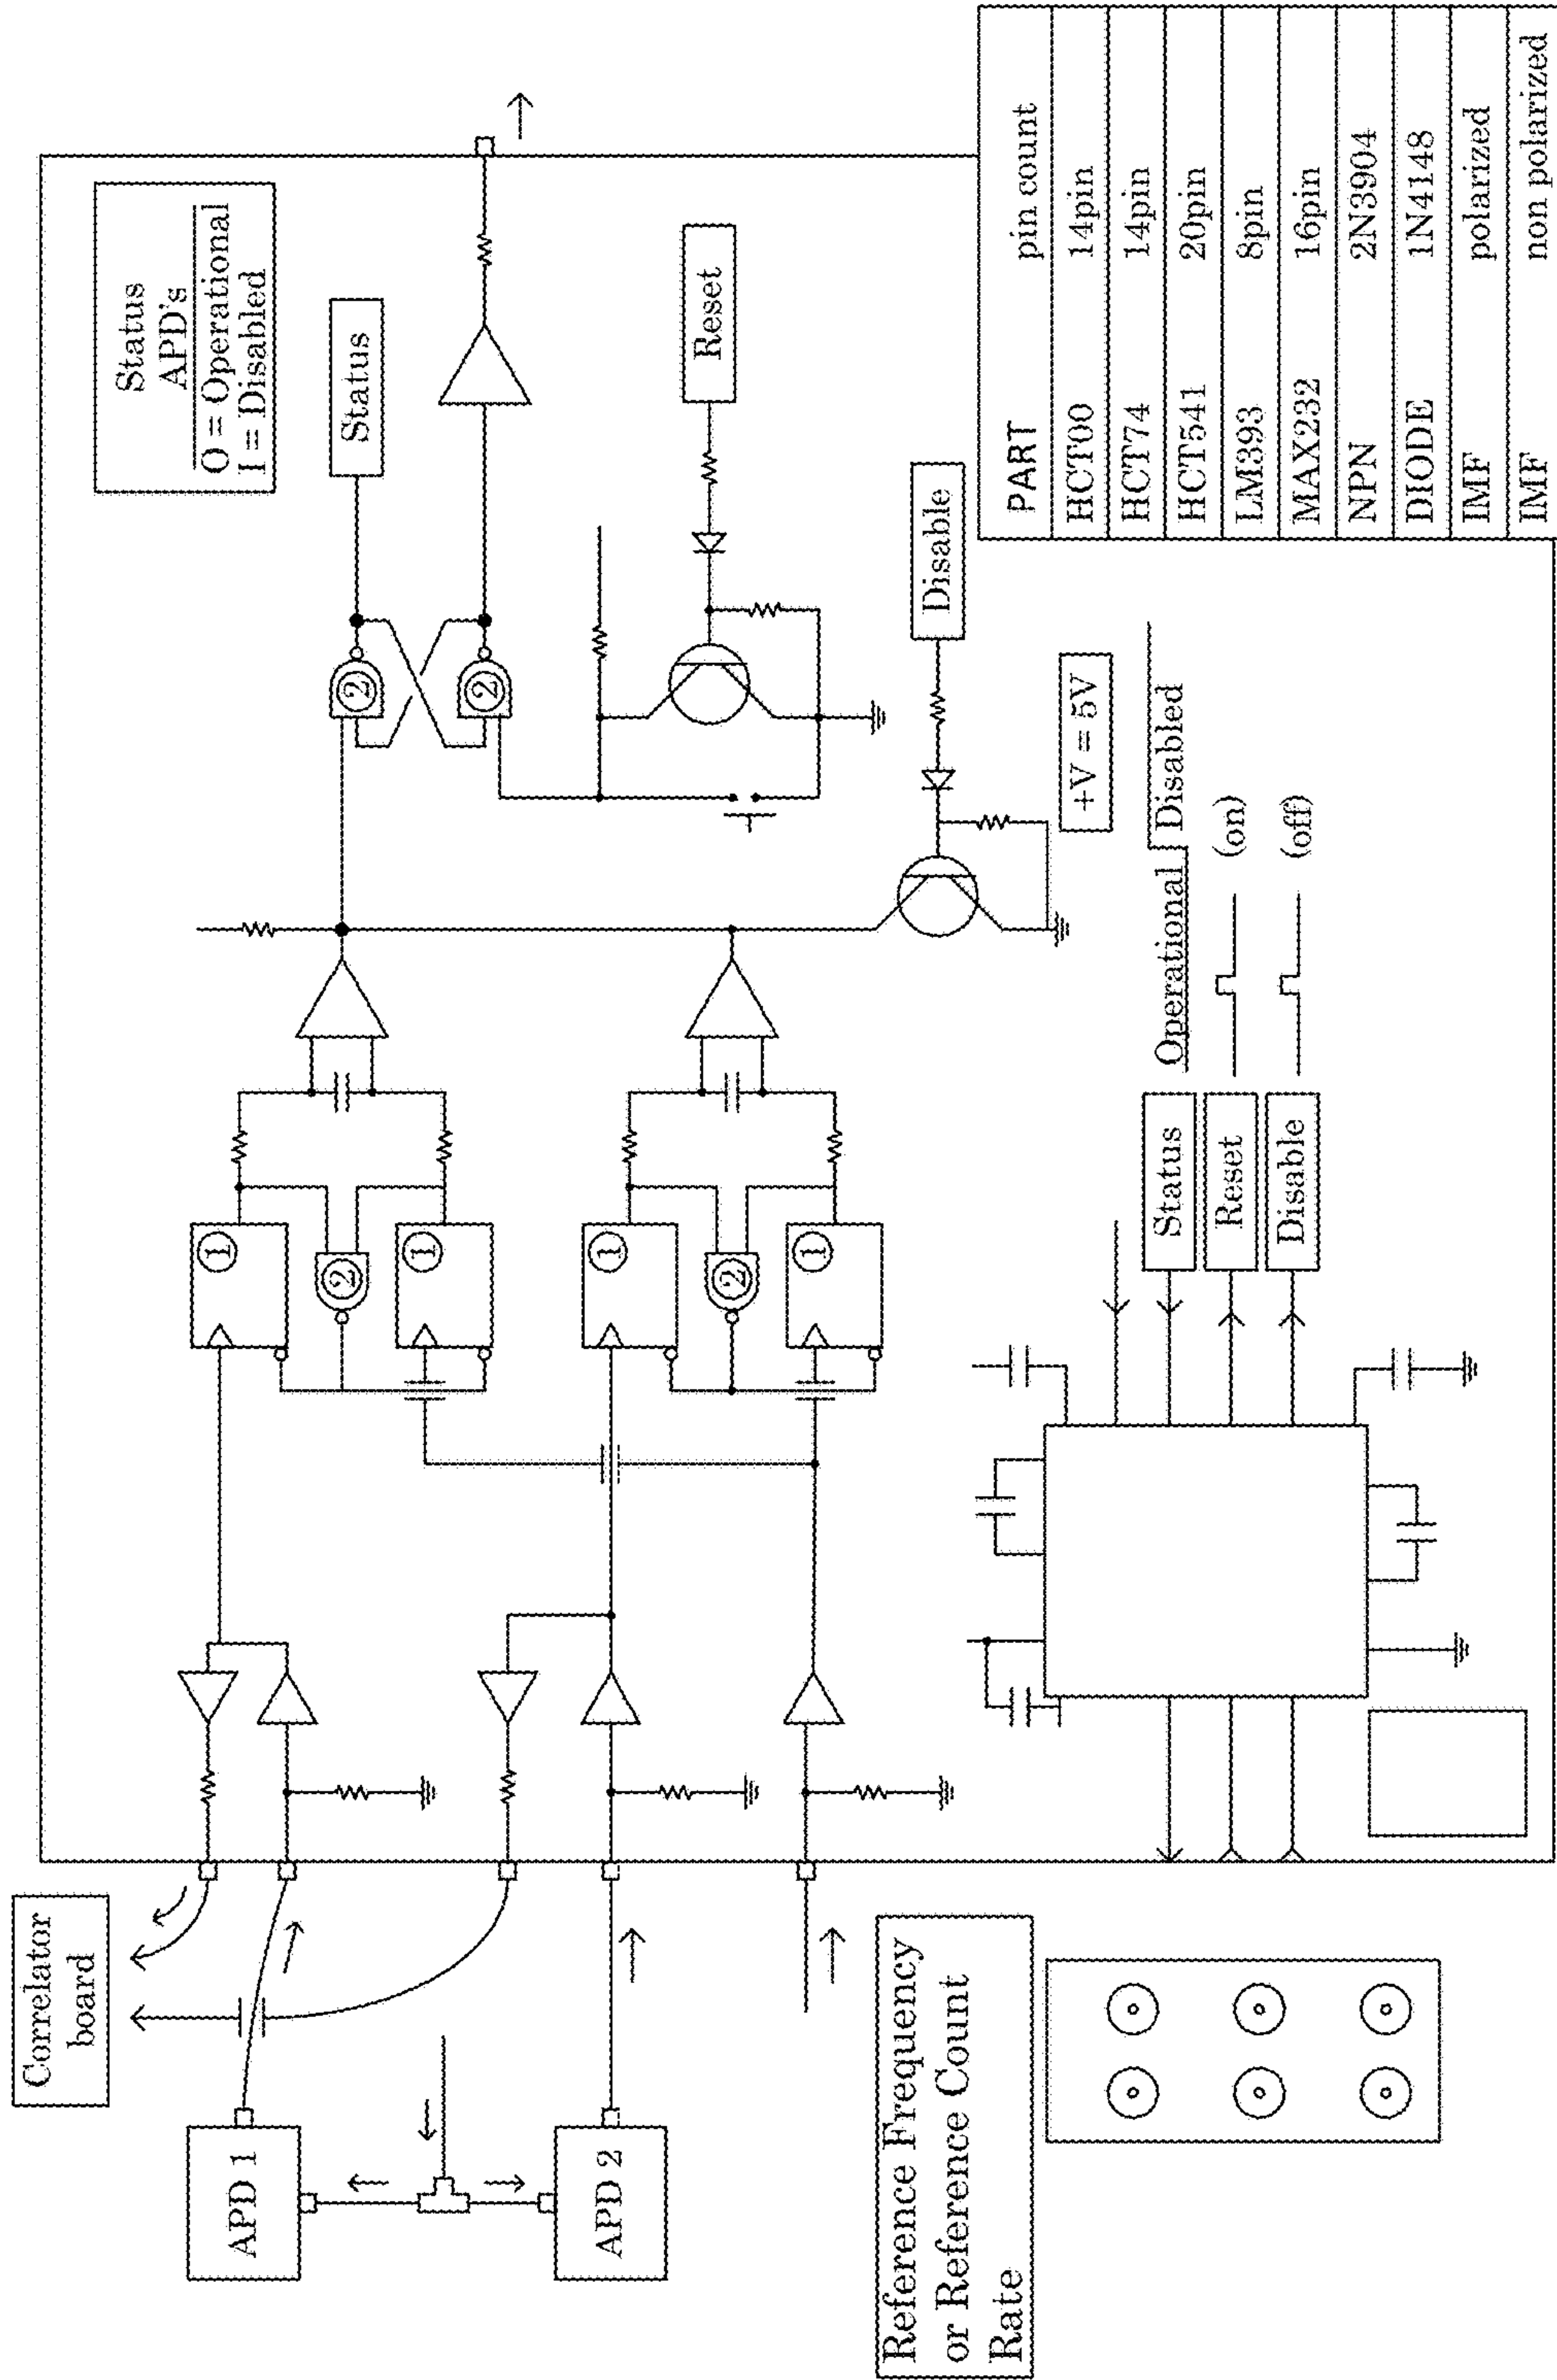 Correlator
board
APD 1
APD 2
Reference Frequency
or Reference Count
Rate
1
2
1
1
2
1
2
2
Status
APD's
O = Operational
I = Disabled
Status
Reset
Disable
+V = 5V
Status
Operational
Disabled
Reset
(on)
Disable
(off)
PART pin count
HCT00 14pin
HCT74 14pin
HCT541 20pin
LM393 8pin
MAX232 16pin
NPN 2N3904
DIODE 1N4148
IMF polarized
IMF non polarized